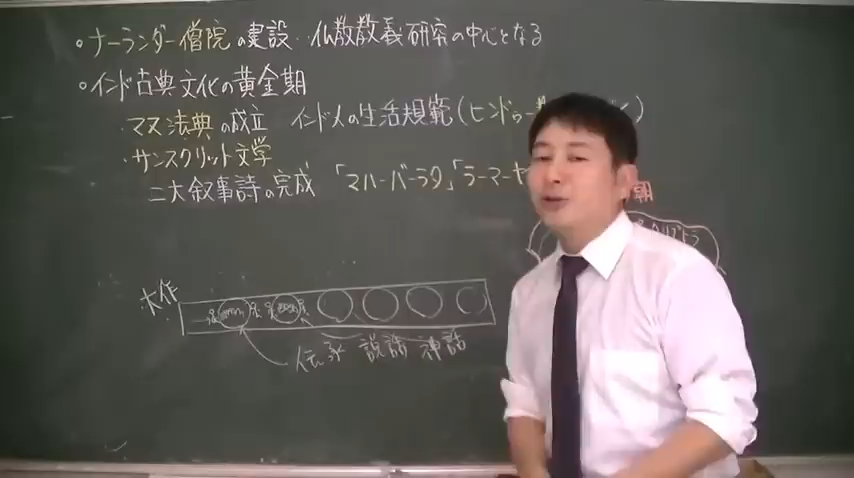 ・ナーランダー僧院の建設・仏教教義研究の中心となる
・インド古典文化の黄金期
・マヌ法典の成立 インド人の生活規範(ヒンドゥー教
・サンスクリット文学
二大叙事詩の完成 「マハーバーラタ」「ラーマーヤ
朝
大作
伝承 説話 神話